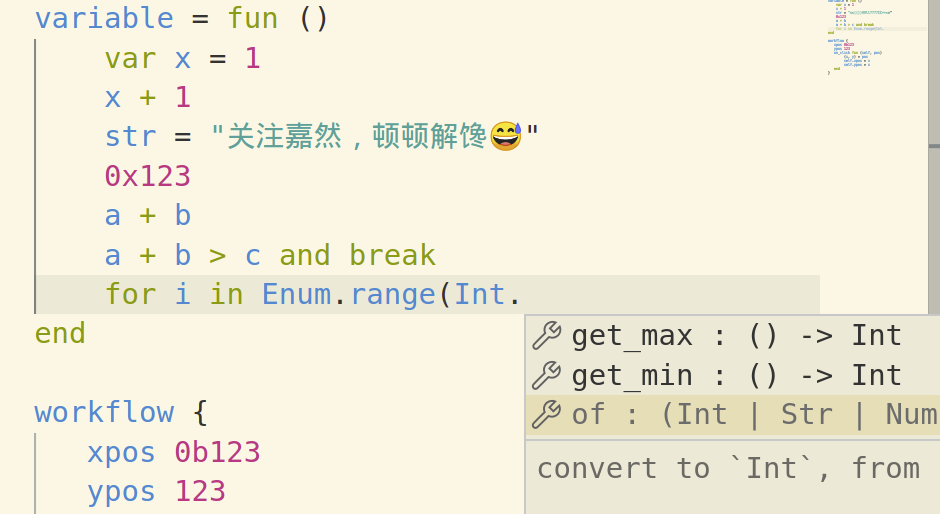 variable = fun ()
var x = 1
x + 1
str = "关注嘉然，顿顿解馋😅"
0x123
a + b
a + b > c and break
for i in Enum.range(Int.
end
get_max : () -> Int
get_min : () -> Int
of : (Int | Str | Num
convert to `Int`, from
workflow {
xpos 0b123
ypos 123